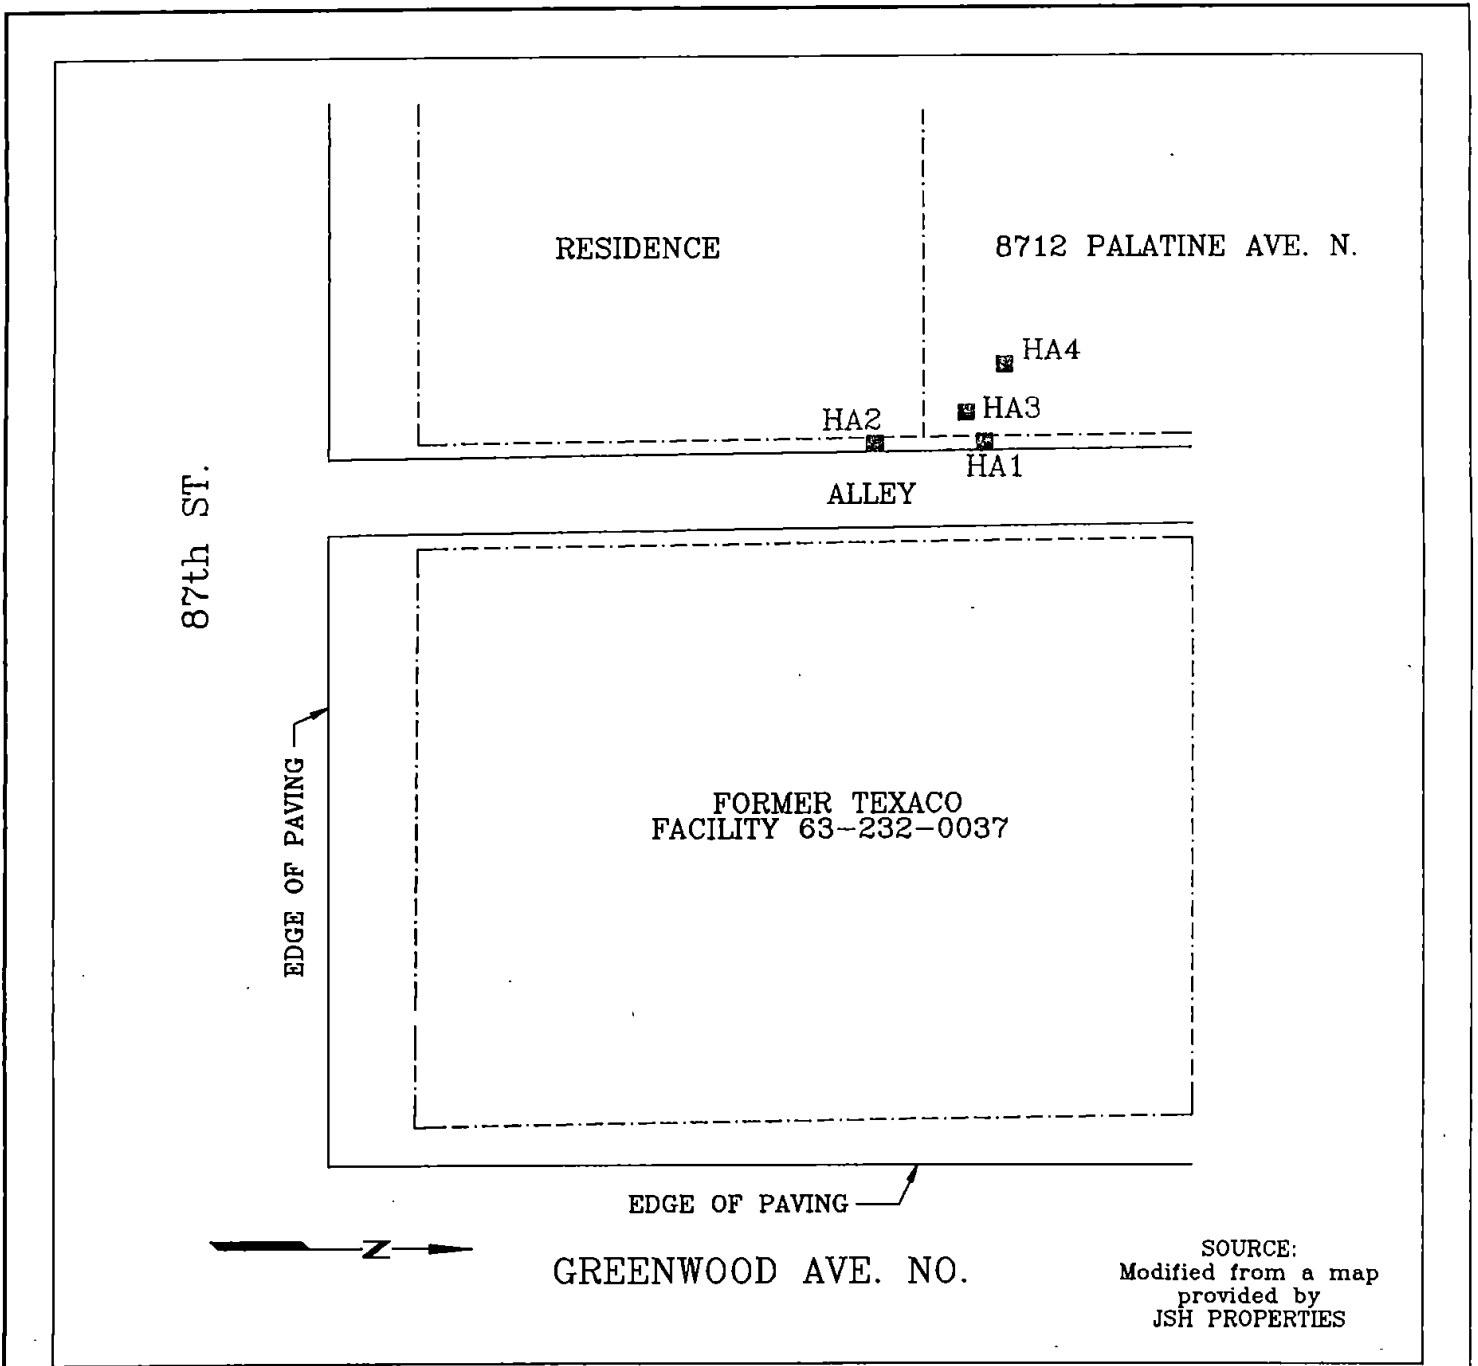 RESIDENCE
8712 PALATINE AVE. N.
HA4
HA3
HA2
HA1
ALLEY
87th ST.
EDGE OF PAVING
FORMER TEXACO
FACILITY 63-232-0037
EDGE OF PAVING
N
GREENWOOD AVE. NO.
SOURCE:
Modified from a map
provided by
JSH PROPERTIES